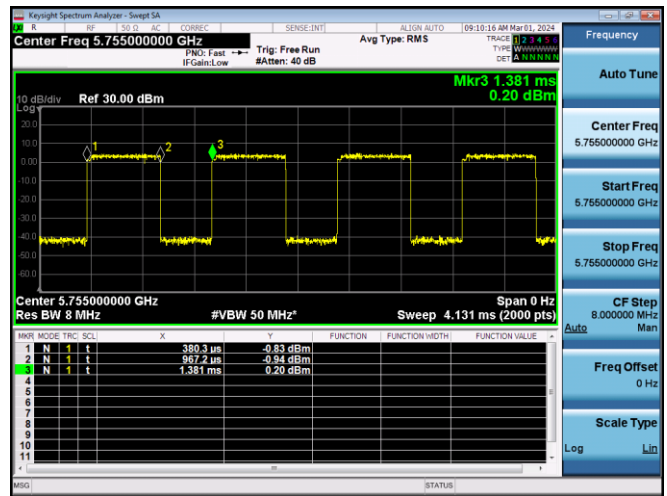 Keysight Spectrum Analyzer - Swept SA
R RF 50 Ω AC CORREC SENSE:INT ALIGN AUTO 09:10:16 AM Mar 01, 2024
Center Freq 5.755000000 GHz
PNO: Fast
IFGain:Low
Trig: Free Run
#Atten: 40 dB
Avg Type: RMS
TRACE 1 2 3 4 5 6
TYPE W
DET A N N N N N
Mkr3 1.381 ms
0.20 dBm
10 dB/div Ref 30.00 dBm
Log
20.0
10.0
0.00
-10.0
-20.0
-30.0
-40.0
-50.0
-60.0
1
2
3
Center 5.755000000 GHz Span 0 Hz
Res BW 8 MHz #VBW 50 MHz* Sweep 4.131 ms (2000 pts)
MKR MODE TRC SCL X Y FUNCTION FUNCTION WIDTH FUNCTION VALUE
1 N 1 t 380.3 µs -0.83 dBm
2 N 1 t 967.2 µs -0.94 dBm
3 N 1 t 1.381 ms 0.20 dBm
4
5
6
7
8
9
10
11
MSG STATUS
Frequency
Auto Tune
Center Freq
5.755000000 GHz
Start Freq
5.755000000 GHz
Stop Freq
5.755000000 GHz
CF Step
8.000000 MHz
Auto Man
Freq Offset
0 Hz
Scale Type
Log Lin